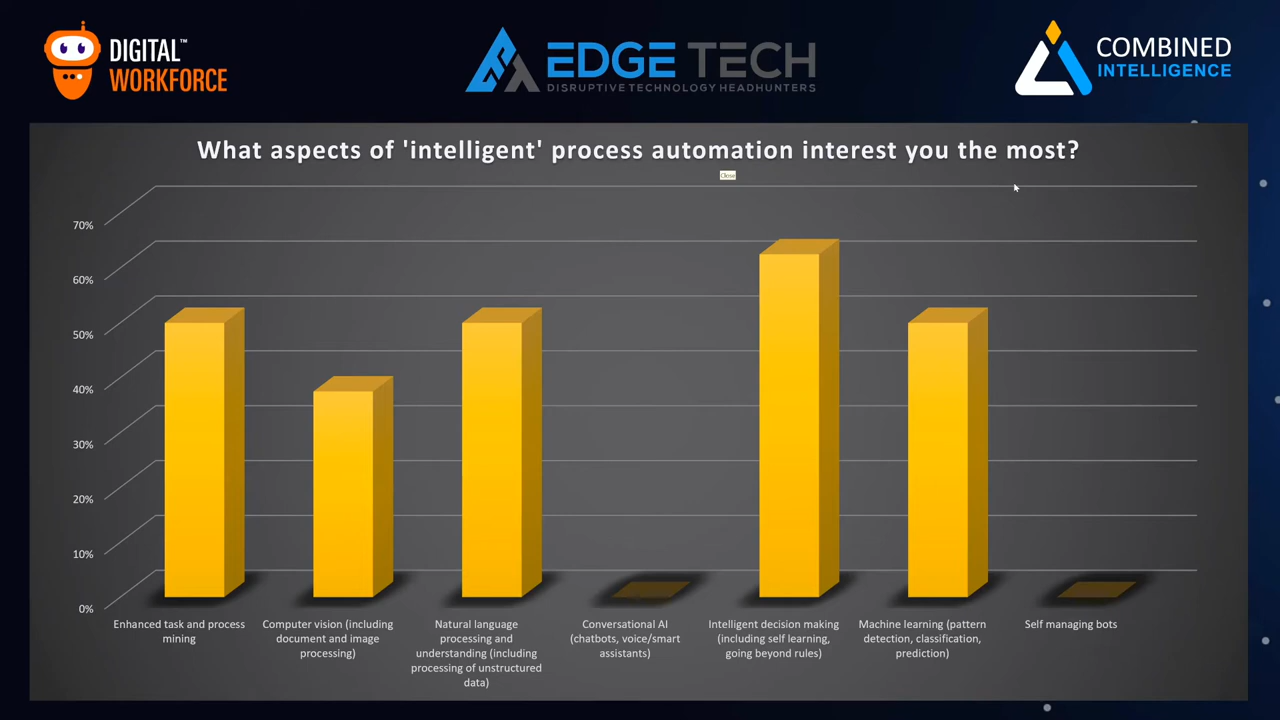 DIGITAL™
WORKFORCE
EDGE TECH
DISRUPTIVE TECHNOLOGY HEADHUNTERS
COMBINED
INTELLIGENCE
What aspects of 'intelligent' process automation interest you the most?
Close
70%
60%
50%
40%
30%
20%
10%
0%
Enhanced task and process
mining
Computer vision (including
document and image
processing)
Natural language
processing and
understanding (including
processing of unstructured
data)
Conversational AI
(chatbots, voice/smart
assistants)
Intelligent decision making
(including self learning,
going beyond rules)
Machine learning (pattern
detection, classification,
prediction)
Self managing bots